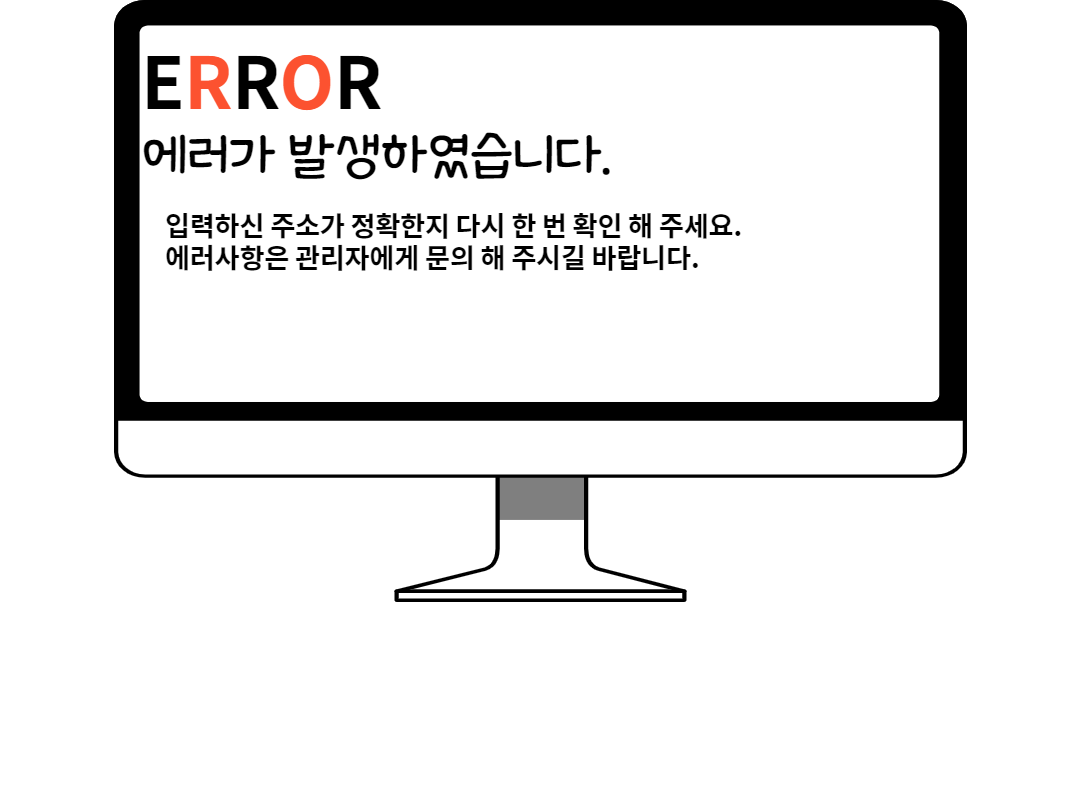 ERROR
에러가 발생하였습니다.
입력하신 주소가 정확한지 다시 한 번 확인 해 주세요.
에러사항은 관리자에게 문의 해 주시길 바랍니다.